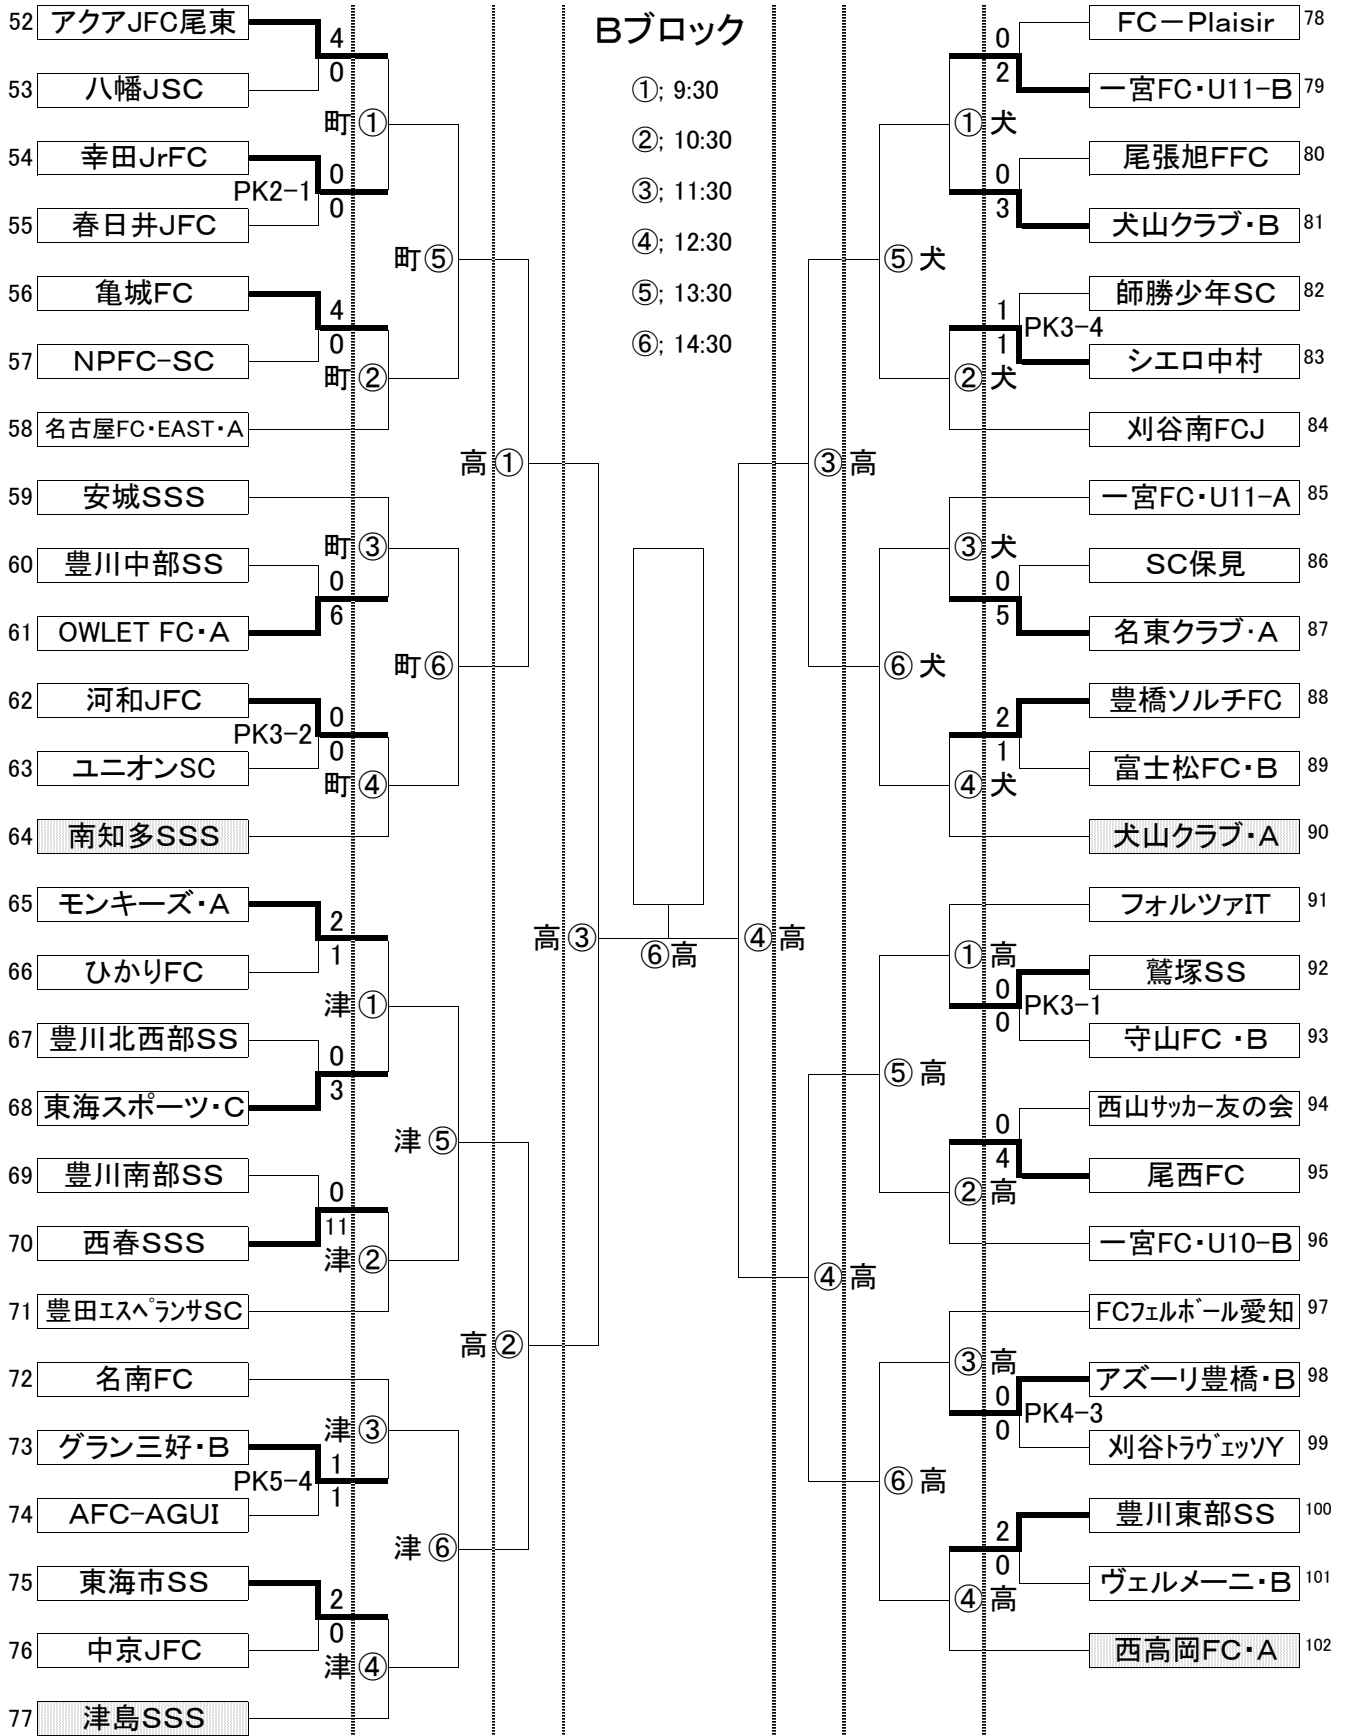 Bブロック
①; 9:30
②; 10:30
③; 11:30
④; 12:30
⑤; 13:30
⑥; 14:30
52 アクアJFC尾東
4
0
53 八幡JSC
町①
54 幸田JrFC
PK2-1
0
0
55 春日井JFC
町⑤
56 亀城FC
4
0
57 NPFC-SC
町②
58 名古屋FC・EAST・A
高①
59 安城SSS
町③
60 豊川中部SS
0
6
61 OWLET FC・A
町⑥
62 河和JFC
PK3-2
0
0
63 ユニオンSC
町④
64 南知多SSS
65 モンキーズ・A
2
1
高③
66 ひかりFC
津①
67 豊川北西部SS
0
3
68 東海スポーツ・C
津⑤
69 豊川南部SS
0
11
70 西春SSS
津②
71 豊田エスペランサSC
高②
72 名南FC
津③
73 グラン三好・B
PK5-4
1
1
74 AFC-AGUI
津⑥
75 東海市SS
2
0
76 中京JFC
津④
77 津島SSS
⑥高
FC-Plaisir 78
0
2
一宮FC・U11-B 79
①犬
尾張旭FFC 80
0
3
犬山クラブ・B 81
⑤犬
師勝少年SC 82
1
PK3-4
1
シエロ中村 83
②犬
刈谷南FCJ 84
③高
一宮FC・U11-A 85
③犬
SC保見 86
0
5
名東クラブ・A 87
⑥犬
豊橋ソルチFC 88
2
1
富士松FC・B 89
④犬
犬山クラブ・A 90
フォルツァIT 91
④高
①高
鷲塚SS 92
0
PK3-1
0
守山FC・B 93
⑤高
西山サッカー友の会 94
0
4
尾西FC 95
②高
一宮FC・U10-B 96
④高
FCフェルボール愛知 97
③高
アズーリ豊橋・B 98
0
PK4-3
0
刈谷トラヴェッソY 99
⑥高
豊川東部SS 100
2
0
ヴェルメーニ・B 101
④高
西高岡FC・A 102